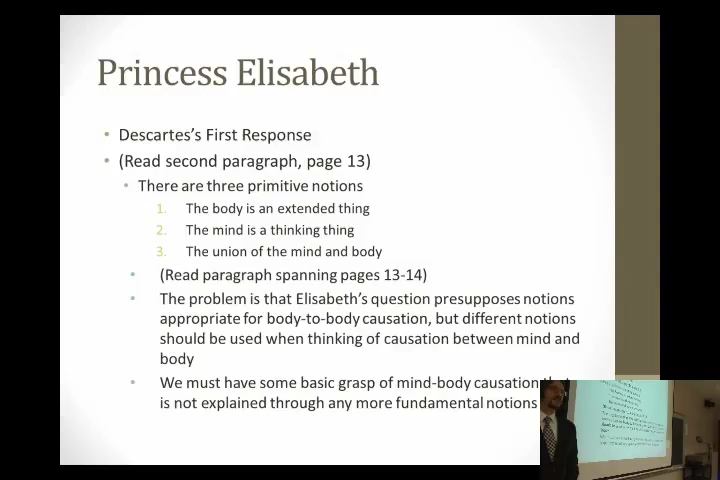 Princess Elisabeth
• Descartes's First Response
• (Read second paragraph, page 13)
• There are three primitive notions
1. The body is an extended thing
2. The mind is a thinking thing
3. The union of the mind and body
• (Read paragraph spanning pages 13-14)
• The problem is that Elisabeth's question presupposes notions
appropriate for body-to-body causation, but different notions
should be used when thinking of causation between mind and
body
• We must have some basic grasp of mind-body causation that
is not explained through any more fundamental notions